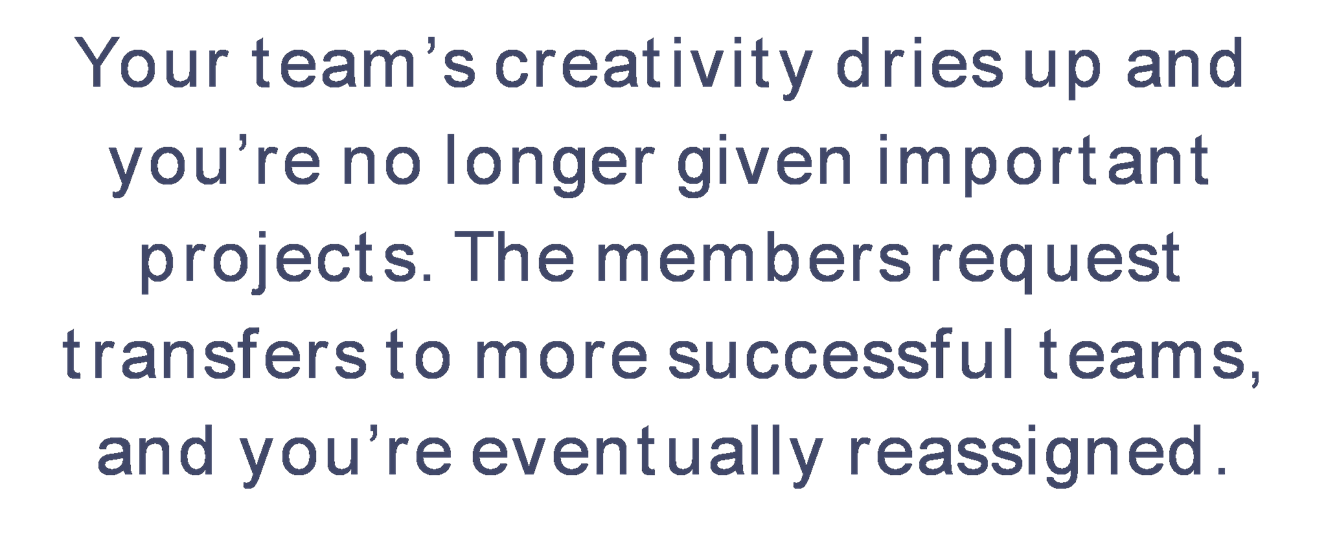 Your team’s creativity dries up and
you’re no longer given important
projects. The members request
transfers to more successful teams,
and you’re eventually reassigned.